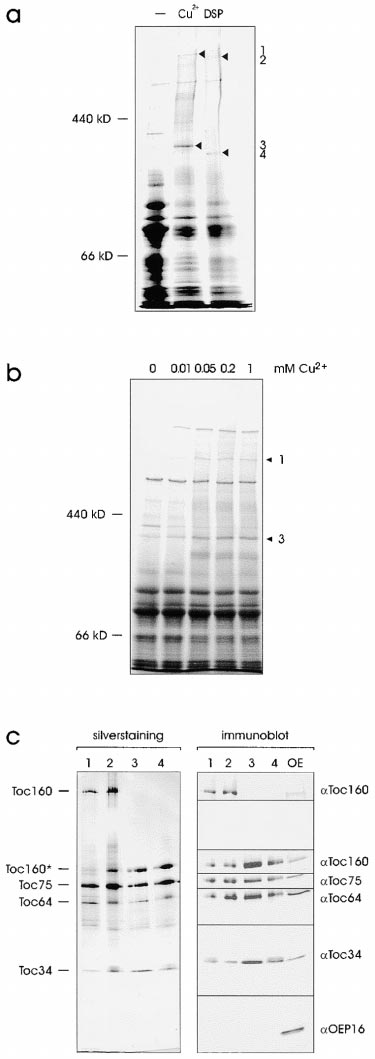 a
— Cu²⁺ DSP
1
2
440 kD —
3
4
66 kD —
b
0 0.01 0.05 0.2 1 mM Cu²⁺
1
440 kD —
3
66 kD —
c
silverstaining immunoblot
1 2 3 4 1 2 3 4 OE
Toc160 — αToc160
Toc160* — αToc160
Toc75 — αToc75
Toc64 — αToc64
Toc34 — αToc34
αOEP16